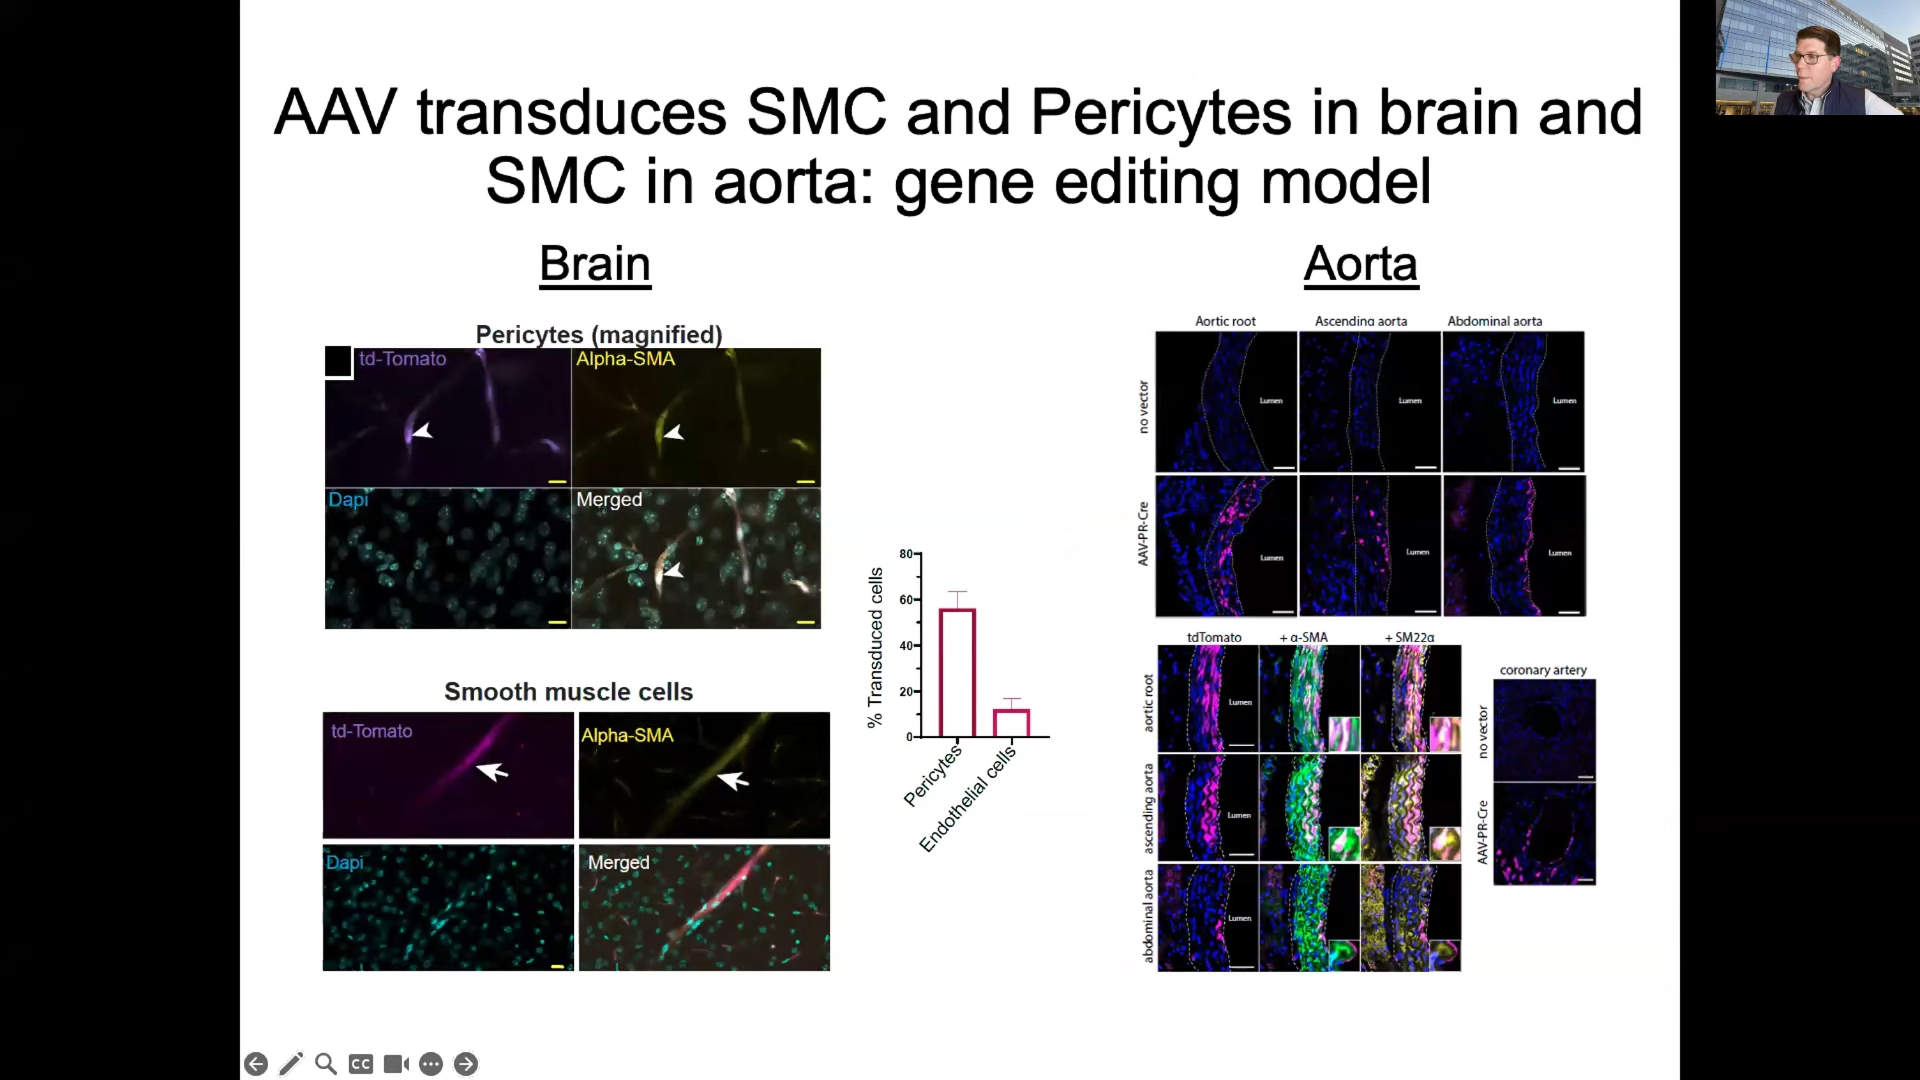 AAV transduces SMC and Pericytes in brain and
SMC in aorta: gene editing model
Brain
Pericytes (magnified)
td-Tomato
Alpha-SMA
Dapi
Merged
Smooth muscle cells
td-Tomato
Alpha-SMA
Dapi
Merged
% Transduced cells
80
60
40
20
0
Pericytes
Endothelial cells
Aorta
Aortic root
Ascending aorta
Abdominal aorta
no vector
Lumen
Lumen
Lumen
AAV-PR-Cre
Lumen
Lumen
Lumen
tdTomato
+ α-SMA
+ SM22α
aortic root
Lumen
ascending aorta
Lumen
abdominal aorta
Lumen
coronary artery
no vector
AAV-PR-Cre
CC